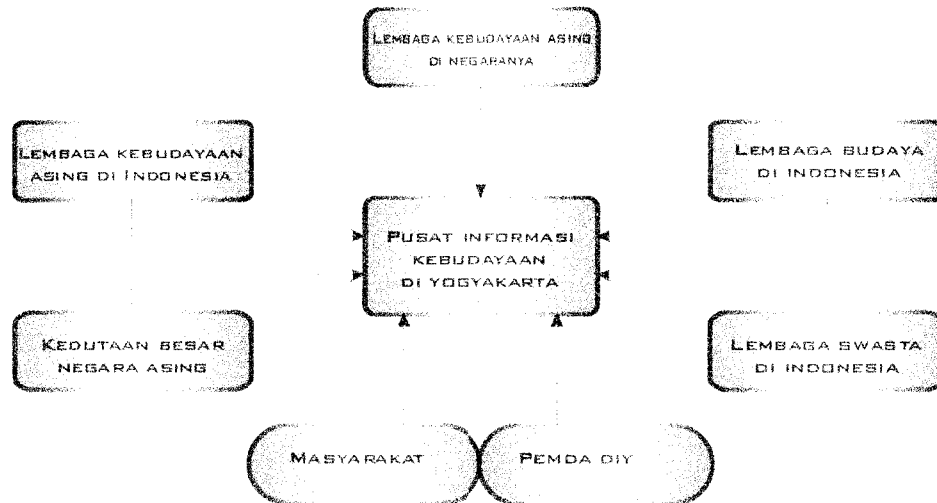 LEMBAGA KEBUDAYAAN ASING
DI NEGARANYA
LEMBAGA KEBUDAYAAN
ASING DI INDONESIA
LEMBAGA BUDAYA
DI INDONESIA
PUSAT INFORMASI
KEBUDAYAAN
DI YOGYAKARTA
KEDUTAAN BESAR
NEGARA ASING
LEMBAGA SWASTA
DI INDONESIA
MASYARAKAT
PEMDA DIY